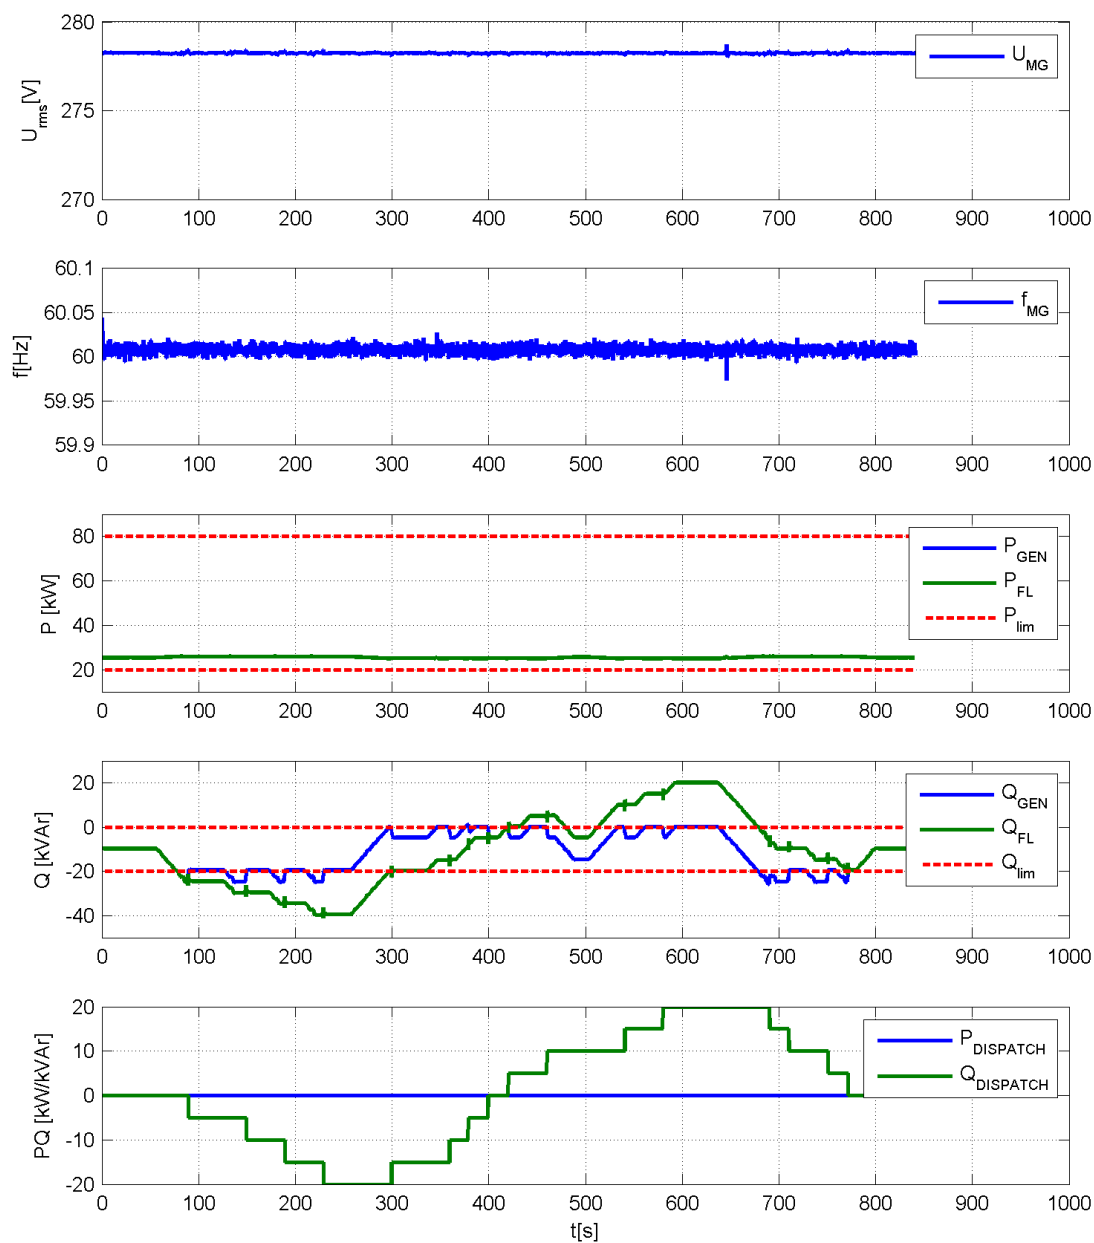 280
275
270
U_rms[V]
U_MG
0 100 200 300 400 500 600 700 800 900 1000
60.1
60.05
60
59.95
59.9
f[Hz]
f_MG
0 100 200 300 400 500 600 700 800 900 1000
80
60
40
20
P [kW]
P_GEN
P_FL
P_lim
0 100 200 300 400 500 600 700 800 900 1000
20
0
-20
-40
Q [kVAr]
Q_GEN
Q_FL
Q_lim
0 100 200 300 400 500 600 700 800 900 1000
20
10
0
-10
-20
PQ [kW/kVAr]
P_DISPATCH
Q_DISPATCH
0 100 200 300 400 500 600 700 800 900 1000
t[s]